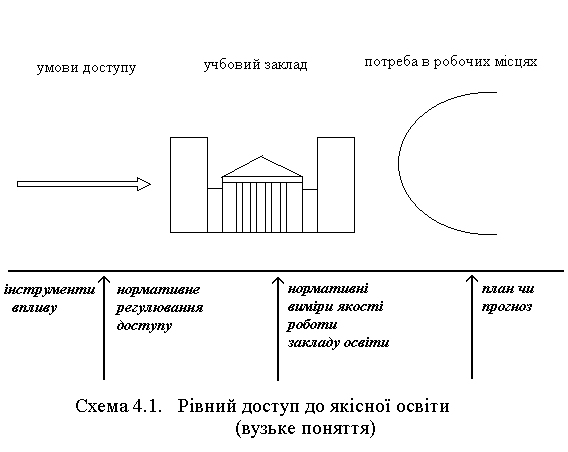 умови доступу
учбовий заклад
потреба в робочих місцях
інструменти
впливу
нормативне
регулювання
доступу
нормативні
виміри якості
роботи
закладу освіти
план чи
прогноз
Схема 4.1. Рівний доступ до якісної освіти
(вузьке поняття)